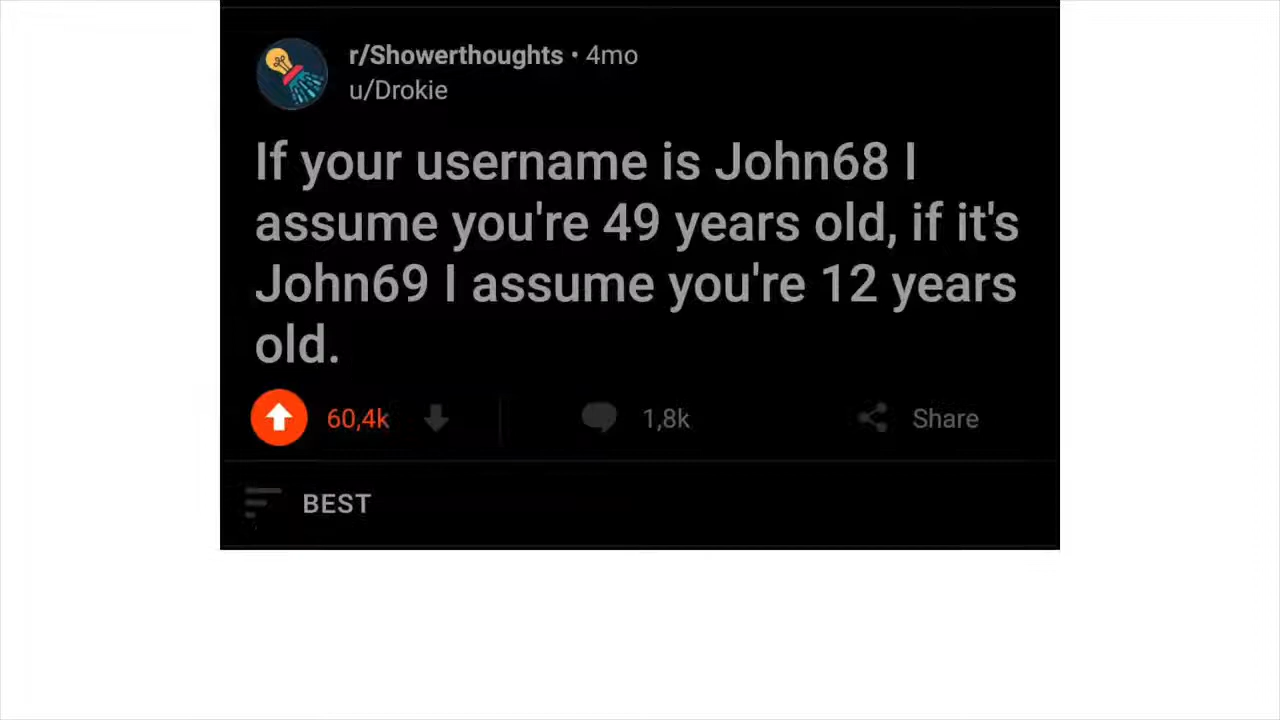 r/Showerthoughts • 4mo
u/Drokie
If your username is John68 I
assume you're 49 years old, if it's
John69 I assume you're 12 years
old.
60,4k 1,8k Share
BEST